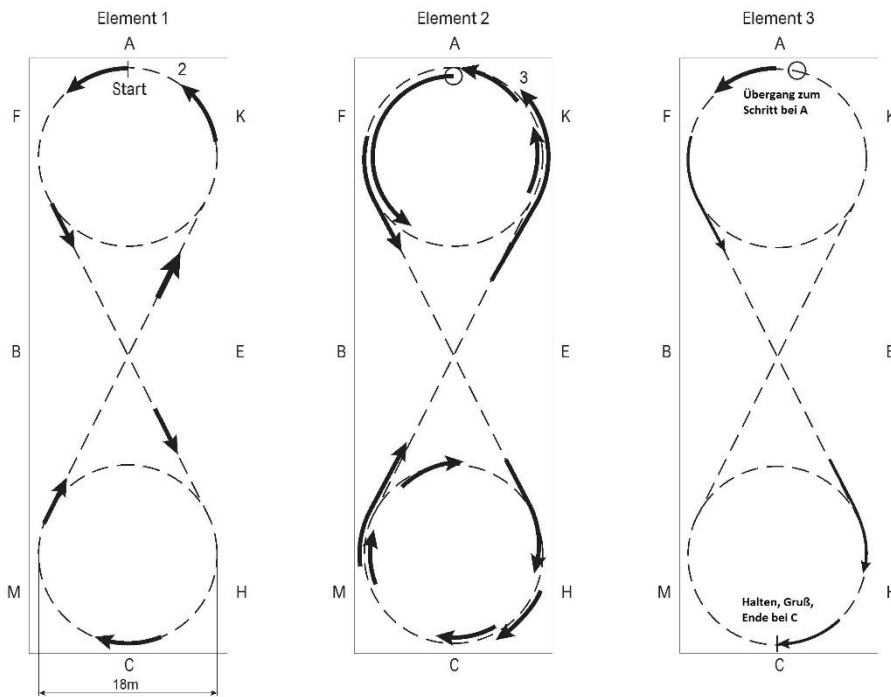 Element 1
A
2
Start
F
K
B
E
M
H
C
18m
Element 2
A
3
F
K
B
E
M
H
C
Element 3
A
Übergang zum
Schritt bei A
F
K
B
E
M
H
Halten, Gruß,
Ende bei C
C